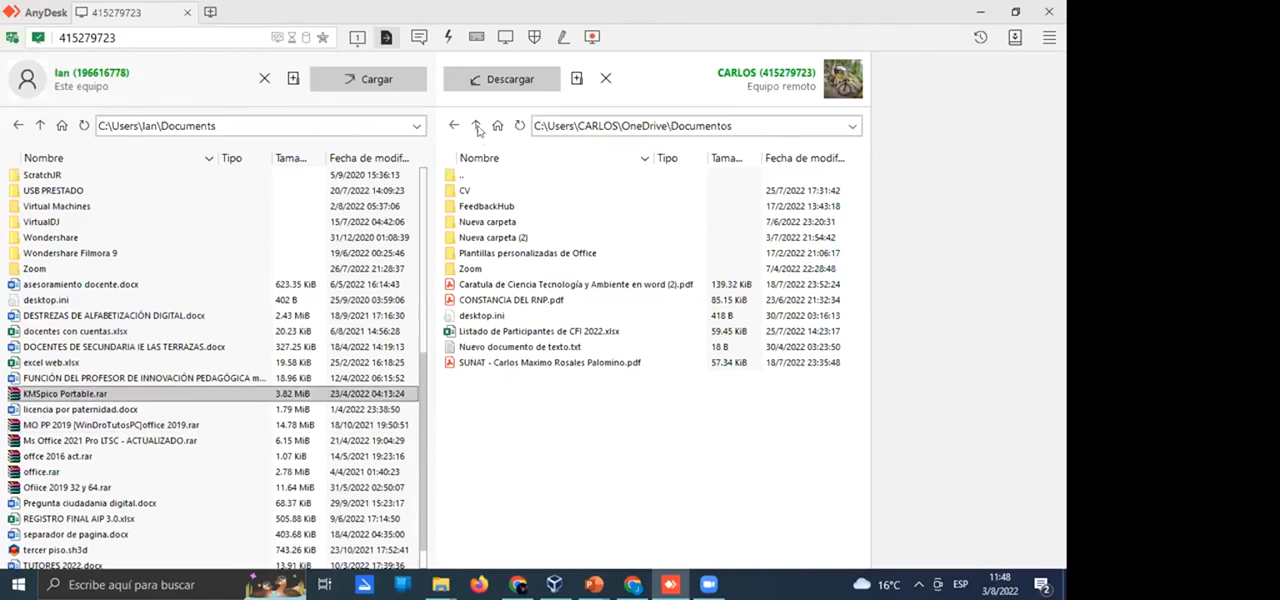 AnyDesk 415279723
415279723
1
Ian (196616778)
Este equipo
Cargar
Descargar
CARLOS (415279723)
Equipo remoto
C:\Users\Ian\Documents
C:\Users\CARLOS\OneDrive\Documentos
Nombre Tipo Tama... Fecha de modif...
ScratchJR 5/9/2020 15:36:13
USB PRESTADO 20/7/2022 14:09:23
Virtual Machines 2/8/2022 05:37:06
VirtualDJ 15/7/2022 04:42:06
Wondershare 31/12/2020 01:08:39
Wondershare Filmora 9 19/6/2022 00:25:46
Zoom 26/7/2022 21:28:37
asesoramiento docente.docx 623.35 KiB 6/5/2022 16:14:43
desktop.ini 402 B 25/9/2020 03:59:06
DESTREZAS DE ALFABETIZACIÓN DIGITAL.docx 2.43 MiB 18/9/2021 17:16:30
docentes con cuentas.xlsx 20.23 KiB 6/8/2021 14:56:28
DOCENTES DE SECUNDARIA IE LAS TERRAZAS.docx 327.25 KiB 18/4/2022 14:19:13
excel web.xlsx 19.58 KiB 25/2/2022 16:18:25
FUNCIÓN DEL PROFESOR DE INNOVACIÓN PEDAGÓGICA m... 18.96 KiB 12/4/2022 06:15:52
KMSpico Portable.rar 3.82 MiB 23/4/2022 04:13:24
licencia por paternidad.docx 1.79 MiB 1/4/2022 23:38:50
MO PP 2019 [WinDroTutosPC]office 2019.rar 14.78 MiB 18/10/2021 19:50:51
Ms Office 2021 Pro LTSC - ACTUALIZADO.rar 6.15 MiB 21/4/2022 19:04:29
offce 2016 act.rar 1.07 KiB 14/5/2021 19:23:16
office.rar 2.78 MiB 4/4/2021 01:40:23
Ofiice 2019 32 y 64.rar 11.64 MiB 31/5/2022 02:50:07
Pregunta ciudadania digital.docx 68.37 KiB 29/9/2021 15:23:17
REGISTRO FINAL AIP 3.0.xlsx 505.88 KiB 9/6/2022 17:14:50
separador de pagina.docx 403.68 KiB 18/4/2022 04:35:00
tercer piso.sh3d 743.26 KiB 23/10/2021 17:52:41
TUTORES 2022.docx 13.91 KiB 10/3/2022 17:39:36
Nombre Tipo Tama... Fecha de modif...
..
CV 25/7/2022 17:31:42
FeedbackHub 17/2/2022 13:43:18
Nueva carpeta 7/6/2022 23:20:31
Nueva carpeta (2) 3/7/2022 21:54:42
Plantillas personalizadas de Office 17/2/2022 21:06:17
Zoom 7/4/2022 22:28:48
Caratula de Ciencia Tecnología y Ambiente en word (2).pdf 139.32 KiB 18/7/2022 23:52:24
CONSTANCIA DEL RNP.pdf 85.15 KiB 23/6/2022 21:32:34
desktop.ini 418 B 30/7/2022 03:16:13
Listado de Participantes de CFI 2022.xlsx 59.45 KiB 25/7/2022 14:23:17
Nuevo documento de texto.txt 18 B 30/4/2022 03:23:50
SUNAT - Carlos Maximo Rosales Palomino.pdf 57.34 KiB 18/7/2022 23:35:48
Escribe aquí para buscar
16°C
ESP
11:48
3/8/2022
2